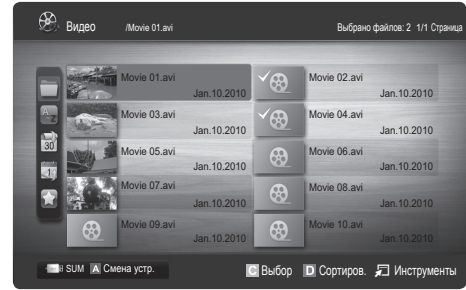 Видео /Movie 01.avi Выбрано файлов: 2 1/1 Страница
Movie 01.avi Movie 02.avi
Jan.10.2010 Jan.10.2010
Movie 03.avi Movie 04.avi
Jan.10.2010 Jan.10.2010
Movie 05.avi Movie 06.avi
Jan.10.2010 Jan.10.2010
Movie 07.avi Movie 08.avi
Jan.10.2010 Jan.10.2010
Movie 09.avi Movie 10.avi
Jan.10.2010 Jan.10.2010
A Z
30
1
SUM A Смена устр. C Выбор D Сортиров. Инструменты